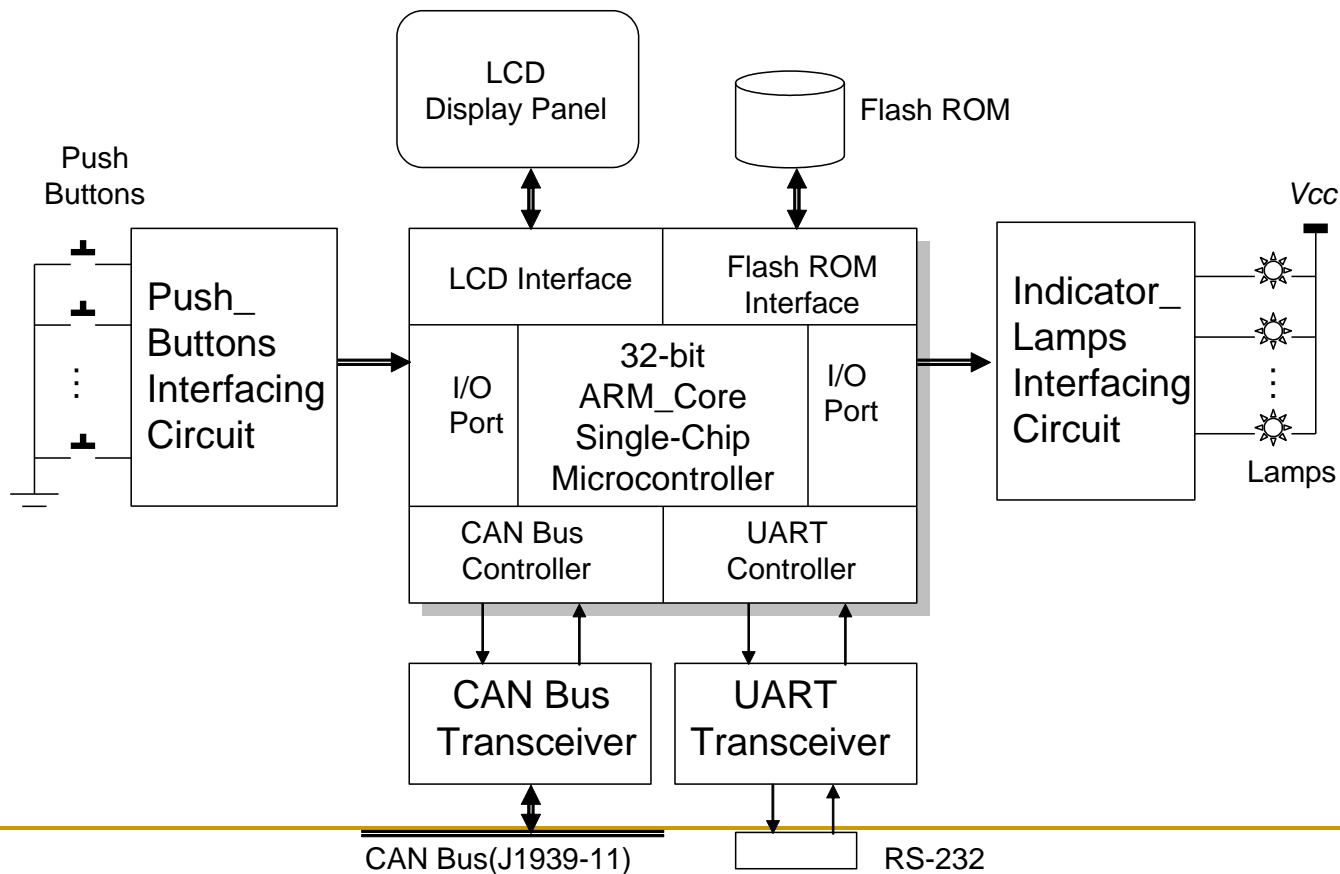 LCD
Display Panel
Flash ROM
Push
Buttons
Vcc
Push_
Buttons
Interfacing
Circuit
LCD Interface
Flash ROM
Interface
I/O
Port
32-bit
ARM_Core
Single-Chip
Microcontroller
I/O
Port
Indicator_
Lamps
Interfacing
Circuit
Lamps
CAN Bus
Controller
UART
Controller
CAN Bus
Transceiver
UART
Transceiver
CAN Bus(J1939-11)
RS-232